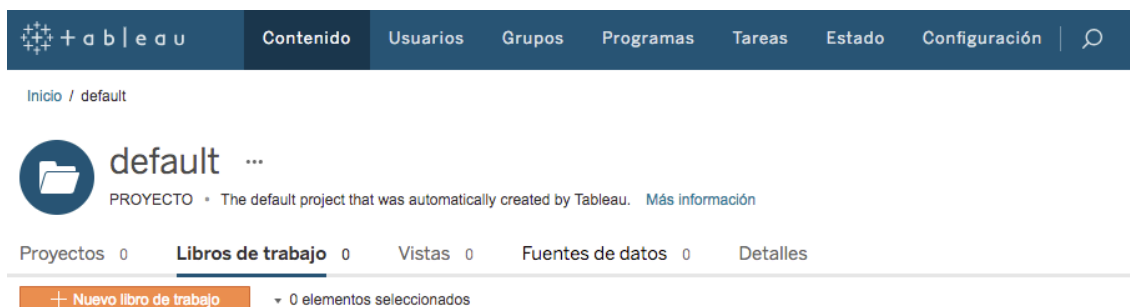 + a b | e a u Contenido Usuarios Grupos Programas Tareas Estado Configuración
Inicio / default
default ...
PROYECTO • The default project that was automatically created by Tableau. Más información
Proyectos 0 Libros de trabajo 0 Vistas 0 Fuentes de datos 0 Detalles
+ Nuevo libro de trabajo 0 elementos seleccionados